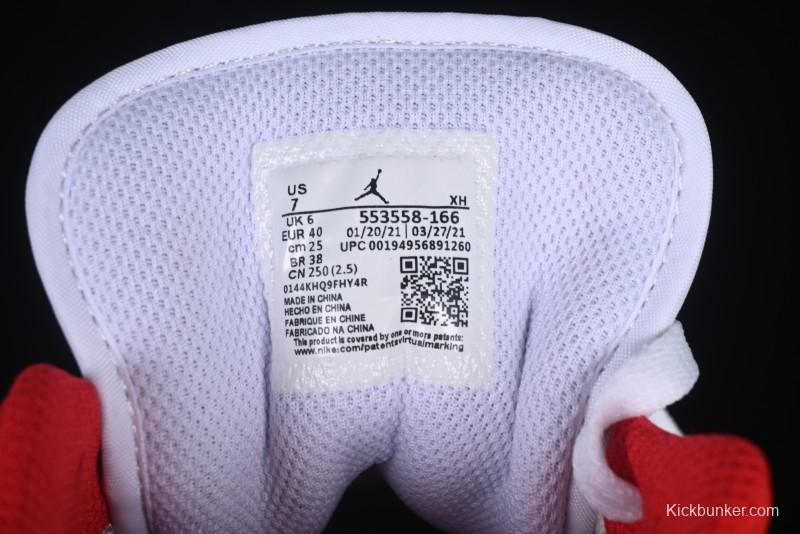 US
7
XH
UK 6
553558-166
EUR 40
01/20/21 | 03/27/21
cm 25
UPC 00194956891260
BR 38
CN 250 (2.5)
0144KHQ9FHY4R
MADE IN CHINA
HECHO EN CHINA
FABRIQUE EN CHINE
FABRICADO NA CHINA
This product is covered by one or more patents:
www.nike.com/patentsvirtualmarking
Kickbunker.com